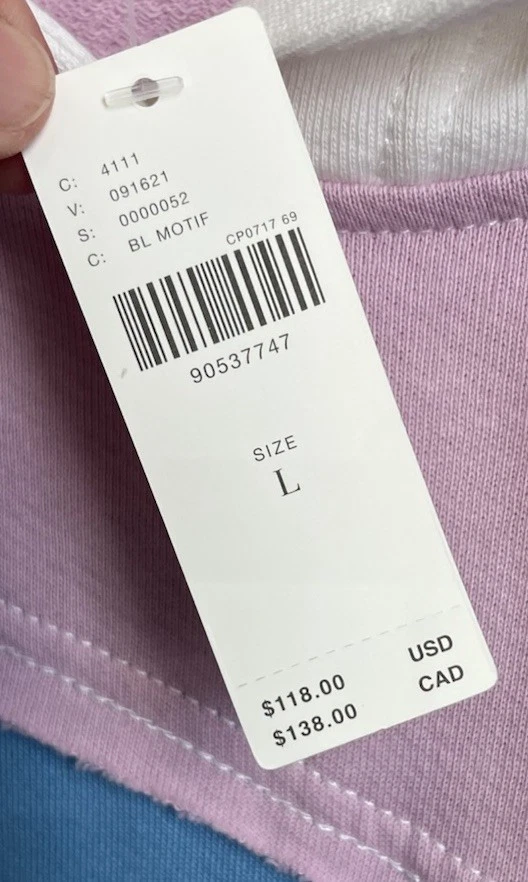 C: 4111
V: 091621
S: 0000052
C: BL MOTIF
CP0717 69
90537747
SIZE
L
$118.00 USD
$138.00 CAD